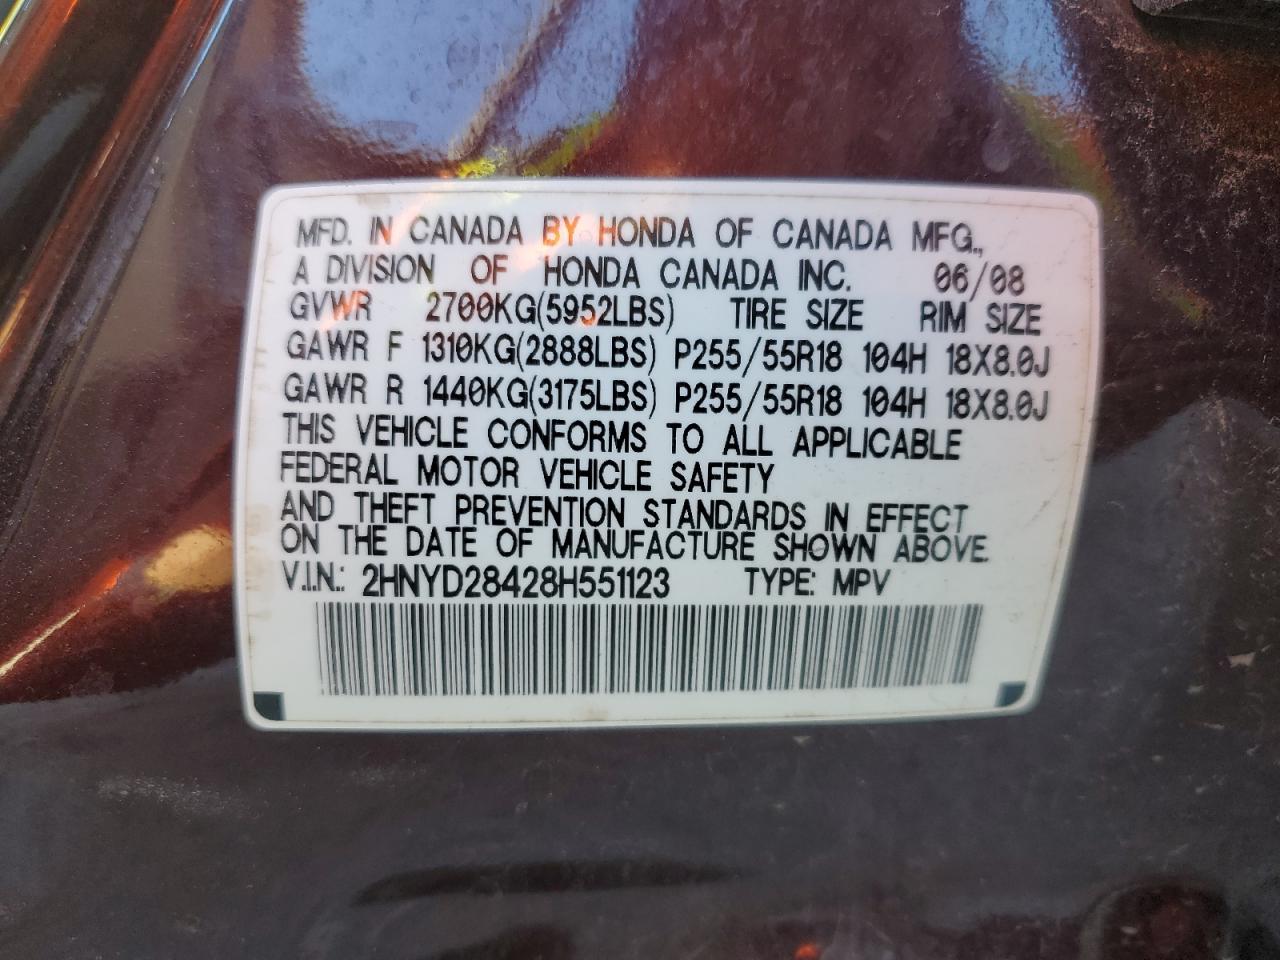 MFD. IN CANADA BY HONDA OF CANADA MFG.,
A DIVISION OF HONDA CANADA INC. 06/08
GVWR 2700KG(5952LBS) TIRE SIZE RIM SIZE
GAWR F 1310KG(2888LBS) P255/55R18 104H 18X8.0J
GAWR R 1440KG(3175LBS) P255/55R18 104H 18X8.0J
THIS VEHICLE CONFORMS TO ALL APPLICABLE
FEDERAL MOTOR VEHICLE SAFETY
AND THEFT PREVENTION STANDARDS IN EFFECT
ON THE DATE OF MANUFACTURE SHOWN ABOVE.
V.I.N.: 2HNYD28428H551123 TYPE: MPV